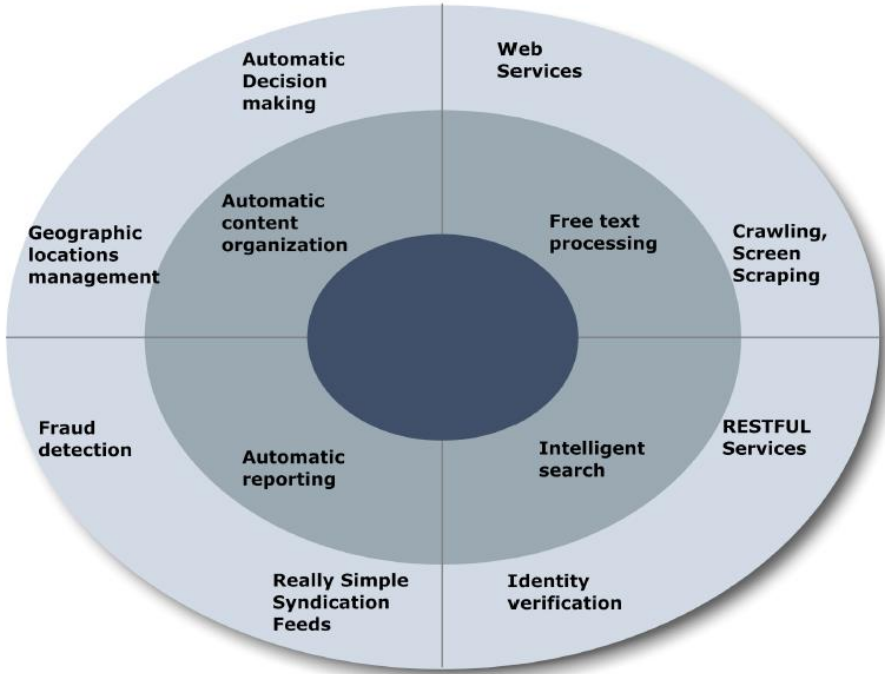 Automatic
Decision
making
Web
Services
Automatic
content
organization
Free text
processing
Geographic
locations
management
Crawling,
Screen
Scraping
Fraud
detection
Automatic
reporting
Intelligent
search
RESTFUL
Services
Really Simple
Syndication
Feeds
Identity
verification